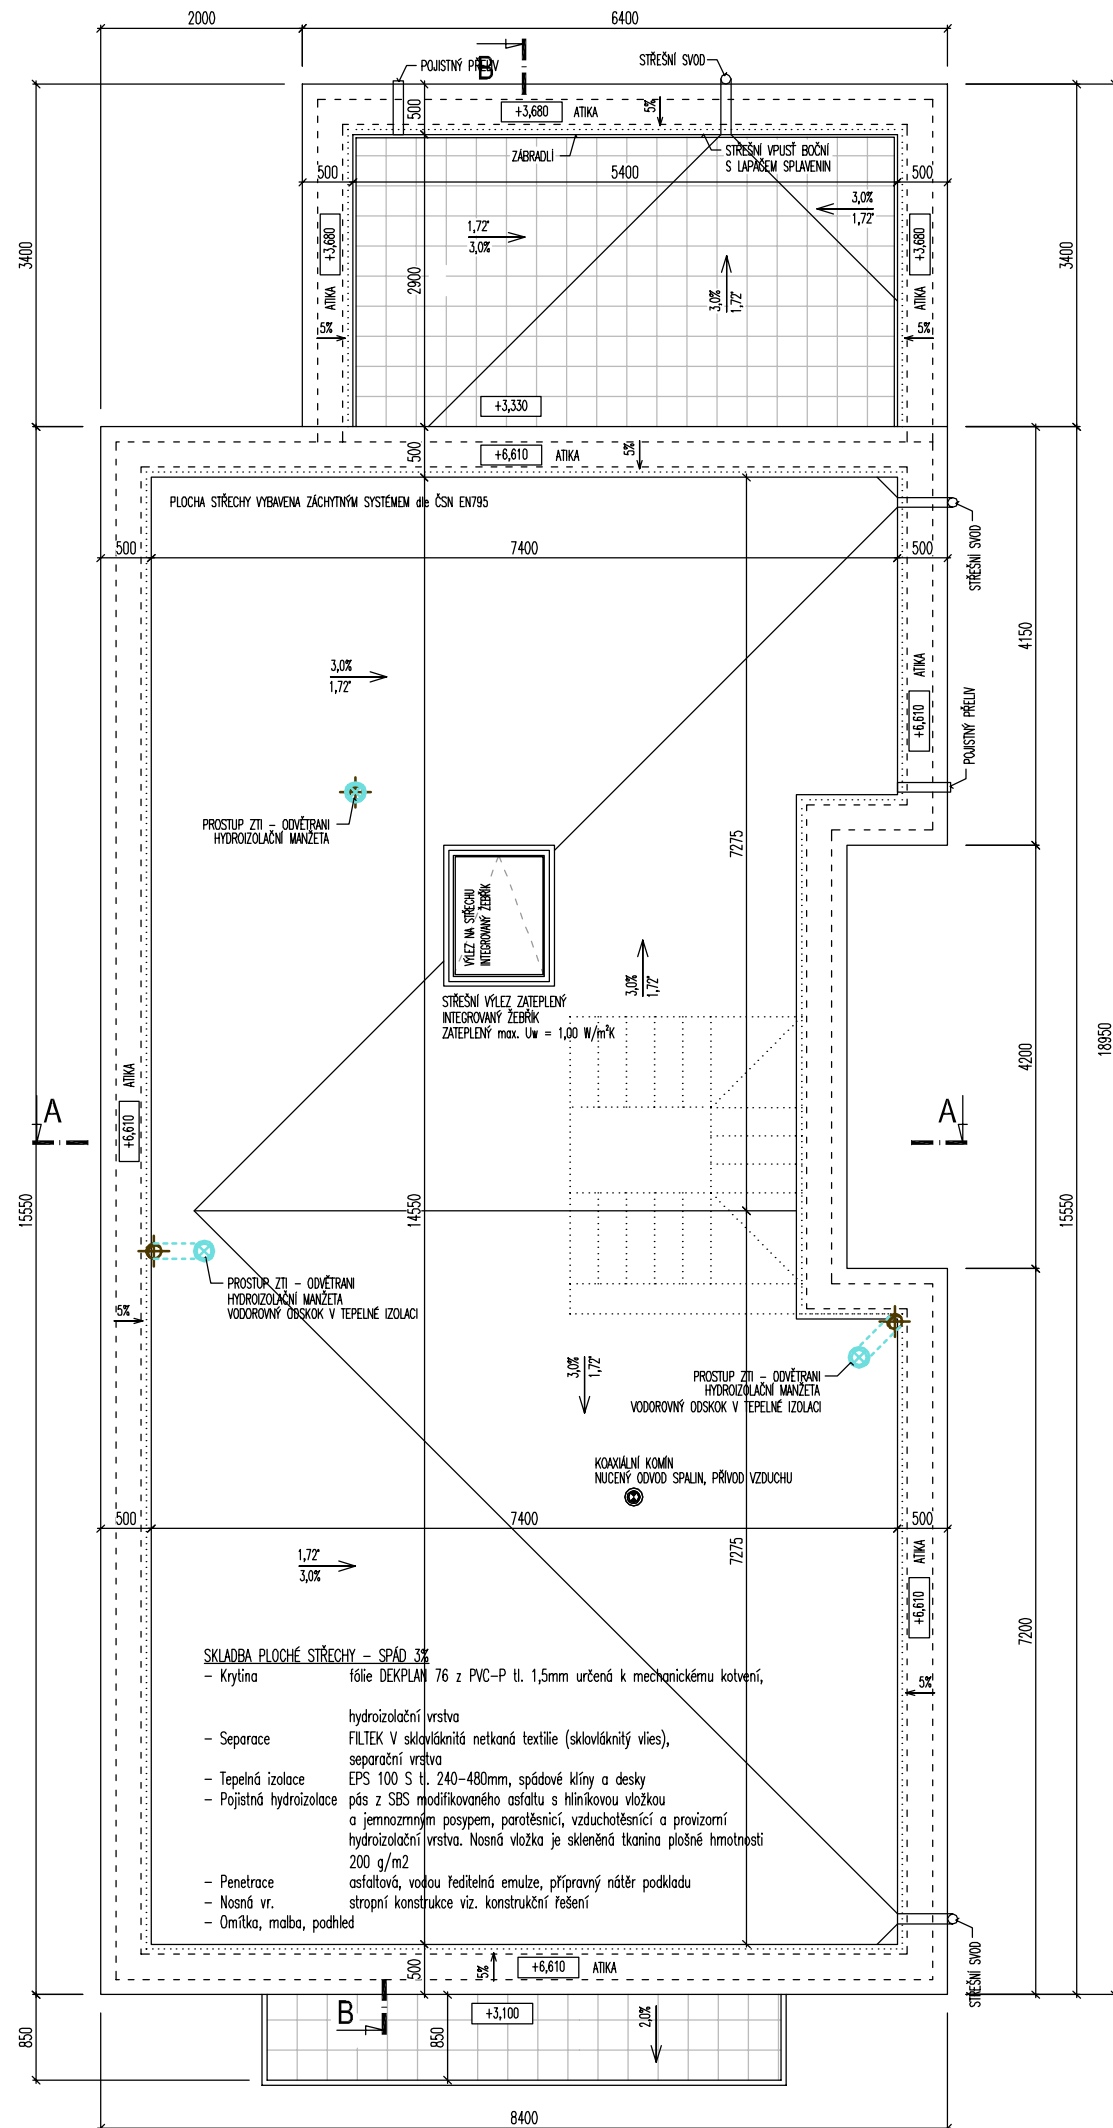 2000
6400
B
POJISTNÝ PŘELIV
STŘEŠNÍ SVOD
500
+3,680
ATIKA
5%
ZÁBRADLÍ
STŘEŠNÍ VPUSŤ BOČNÍ
S LAPAČEM SPLAVENIN
500
5400
500
3,0%
1,72°
1,72°
3,0%
+3,680
ATIKA
5%
+3,680
ATIKA
5%
3400
2900
3,0%
1,72°
3400
+3,330
500
+6,610
ATIKA
5%
PLOCHA STŘECHY VYBAVENA ZÁCHYTNÝM SYSTÉMEM dle ČSN EN795
500
7400
500
STŘEŠNÍ SVOD
4150
3,0%
1,72°
ATIKA
+6,610
POJISTNÝ PŘELIV
PROSTUP ZTI - ODVĚTRANI
HYDROIZOLAČNÍ MANŽETA
7275
VÝLEZ NA STŘECHU
INTEGROVANÝ ŽEBŘÍK
3,0%
1,72°
STŘEŠNÍ VÝLEZ ZATEPLENÝ
INTEGROVANÝ ŽEBŘÍK
ZATEPLENÝ max. Uw = 1,00 W/m²K
18950
4200
ATIKA
+6,610
A
A
15550
14550
15550
PROSTUP ZTI - ODVĚTRANI
HYDROIZOLAČNÍ MANŽETA
VODOROVNÝ ODSKOK V TEPELNÉ IZOLACI
5%
3,0%
1,72°
PROSTUP ZTI - ODVĚTRANI
HYDROIZOLAČNÍ MANŽETA
VODOROVNÝ ODSKOK V TEPELNÉ IZOLACI
KOAXIÁLNÍ KOMÍN
NUCENÝ ODVOD SPALIN, PŘÍVOD VZDUCHU
500
7400
500
7275
ATIKA
+6,610
1,72°
3,0%
7200
5%
SKLADBA PLOCHÉ STŘECHY - SPÁD 3%
- Krytina fólie DEKPLAN 76 z PVC-P tl. 1,5mm určená k mechanickému kotvení,
hydroizolační vrstva
- Separace FILTEK V sklovláknitá netkaná textilie (sklovláknitý vlies),
separační vrstva
- Tepelná izolace EPS 100 S tl. 240-480mm, spádové klíny a desky
- Pojistná hydroizolace pás z SBS modifikovaného asfaltu s hliníkovou vložkou
a jemnozrnným posypem, parotěsnicí, vzduchotěsnící a provizorní
hydroizolační vrstva. Nosná vložka je skleněná tkanina plošné hmotnosti
200 g/m2
- Penetrace asfaltová, vodou ředitelná emulze, přípravný nátěr podkladu
- Nosná vr. stropní konstrukce viz. konstrukční řešení
- Omítka, malba, podhled
500
5%
+6,610
ATIKA
STŘEŠNÍ SVOD
B
850
850
+3,100
2,0%
8400